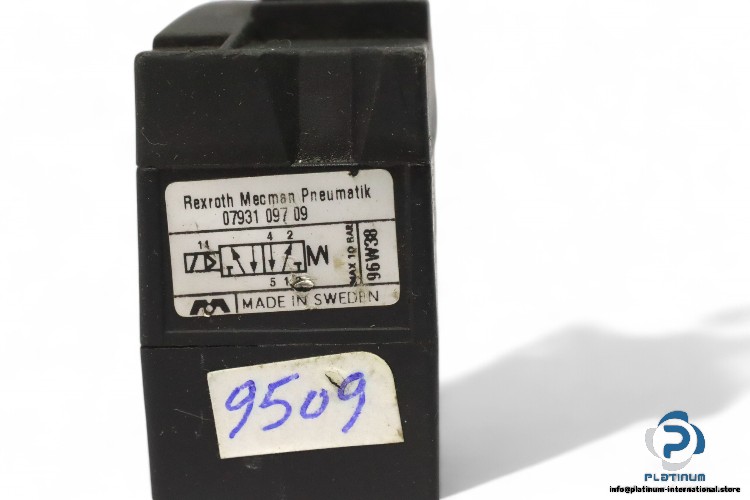 Rexroth Mecman Pneumatik
07931 097 09
14
4 2
5 1
MAX 10 BAR
96W38
MADE IN SWEDEN
9509
PLATINUM
info@platinum-international.store